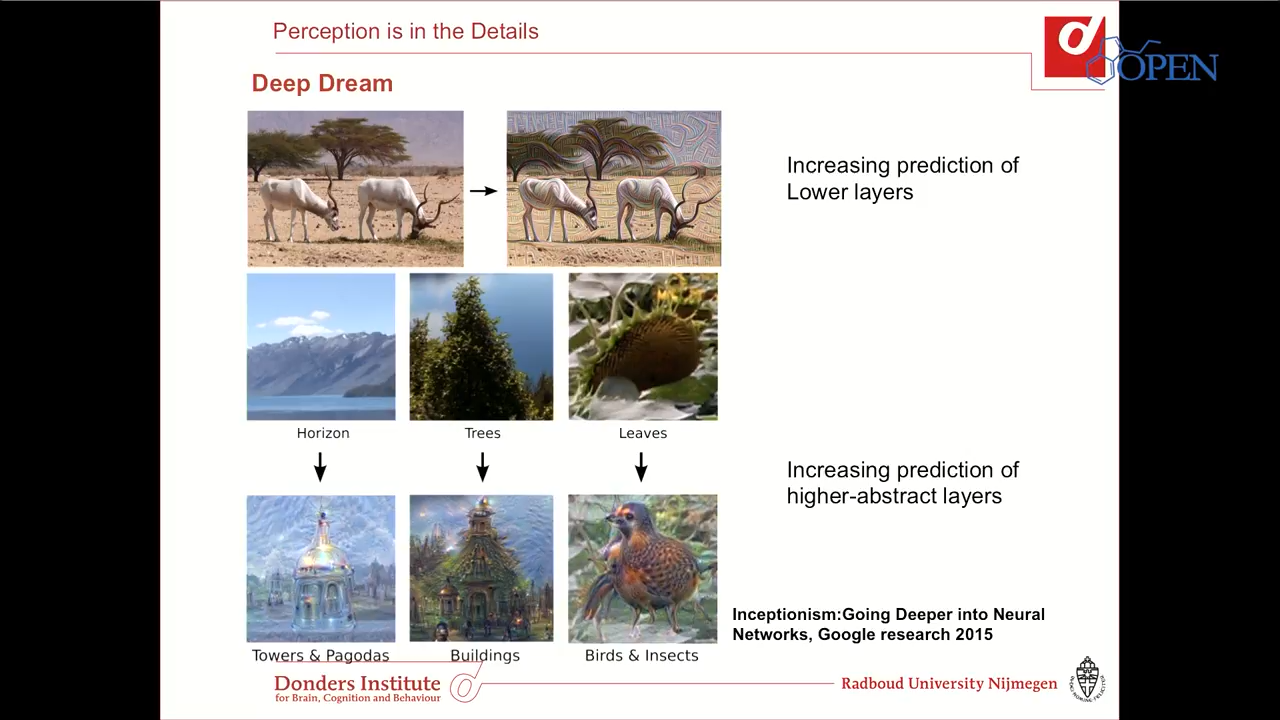 Perception is in the Details
OPEN
Deep Dream
Increasing prediction of
Lower layers
Horizon
Trees
Leaves
Increasing prediction of
higher-abstract layers
Inceptionism:Going Deeper into Neural
Networks, Google research 2015
Towers & Pagodas
Buildings
Birds & Insects
Donders Institute
for Brain, Cognition and Behaviour
Radboud University Nijmegen